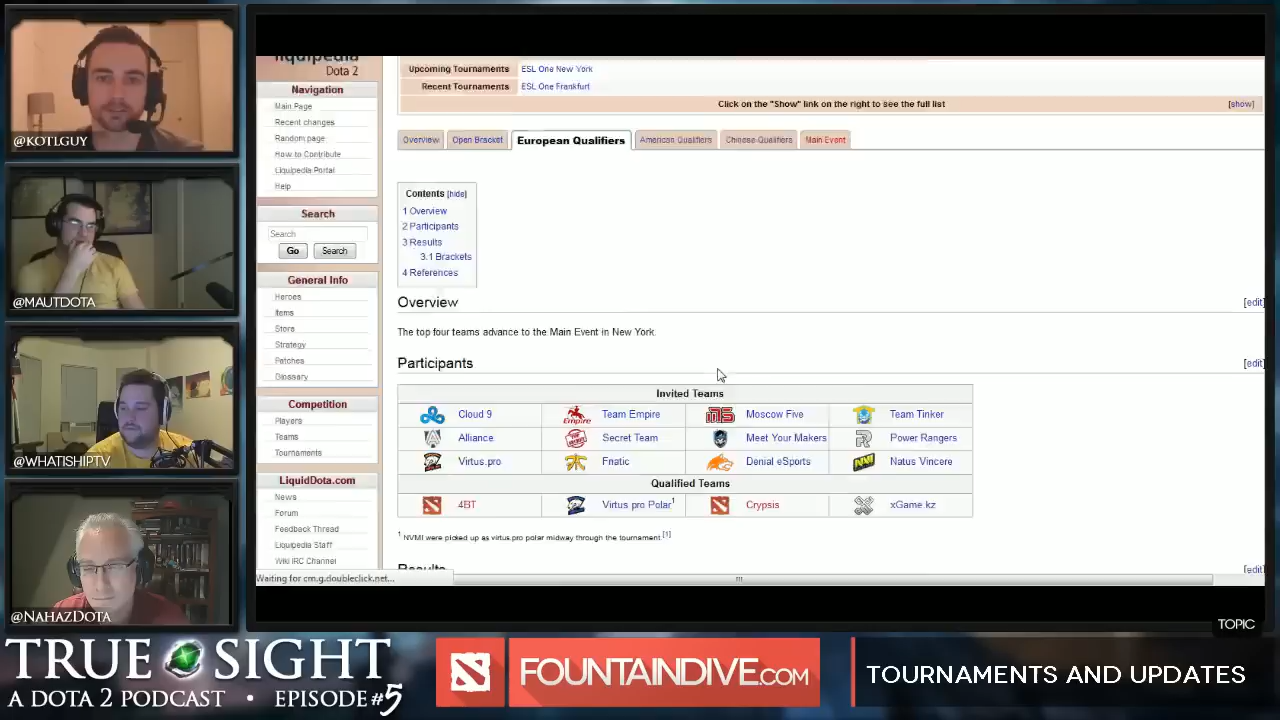 @KOTLGUY
@MAUTDOTA
@WHATISHIPTV
@NAHAZDOTA
liquipedia
Dota 2
Navigation
Main Page
Recent changes
Random page
How to Contribute
Liquipedia Portal
Help
Search
Search
Go Search
General Info
Heroes
Items
Store
Strategy
Patches
Glossary
Competition
Players
Teams
Tournaments
LiquidDota.com
News
Forum
Feedback Thread
Liquipedia Staff
Wiki IRC Channel
Waiting for cm.g.doubleclick.net...
Upcoming Tournaments ESL One New York
Recent Tournaments ESL One Frankfurt
Click on the "Show" link on the right to see the full list [show]
Overview Open Bracket European Qualifiers American Qualifiers Chinese Qualifiers Main Event
Contents [hide]
1 Overview
2 Participants
3 Results
3.1 Brackets
4 References
Overview [edit]
The top four teams advance to the Main Event in New York.
Participants [edit]
Invited Teams
Cloud 9 Team Empire Moscow Five Team Tinker
Alliance Secret Team Meet Your Makers Power Rangers
Virtus.pro Fnatic Denial eSports Natus Vincere
Qualified Teams
4BT Virtus pro Polar1 Crypsis xGame.kz
1 NVMI were picked up as virtus.pro polar midway through the tournament.[1]
Results [edit]
TOPIC
TRUE SIGHT
A DOTA 2 PODCAST • EPISODE #5
FOUNTAINDIVE.COM
TOURNAMENTS AND UPDATES